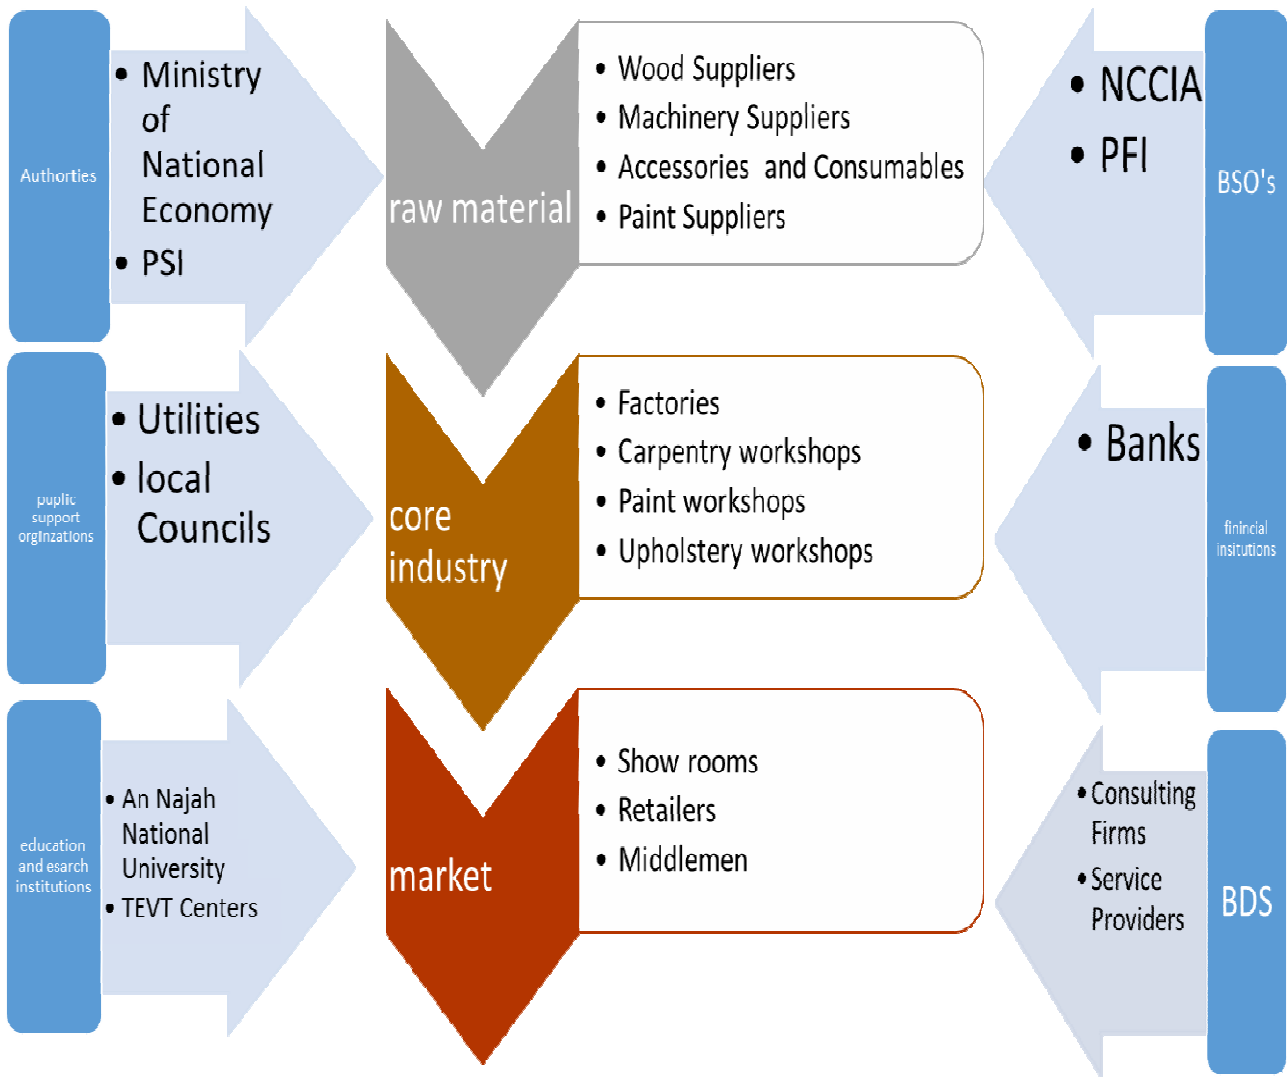 Authorties
• Ministry
of
National
Economy
• PSI
raw material
• Wood Suppliers
• Machinery Suppliers
• Accessories and Consumables
• Paint Suppliers
• NCCIA
• PFI
BSO's
puplic
support
orginzations
• Utilities
• local
Councils
core
industry
• Factories
• Carpentry workshops
• Paint workshops
• Upholstery workshops
• Banks
finincial
insitutions
education
and esarch
institutions
• An Najah
National
University
• TEVT Centers
market
• Show rooms
• Retailers
• Middlemen
• Consulting
Firms
• Service
Providers
BDS